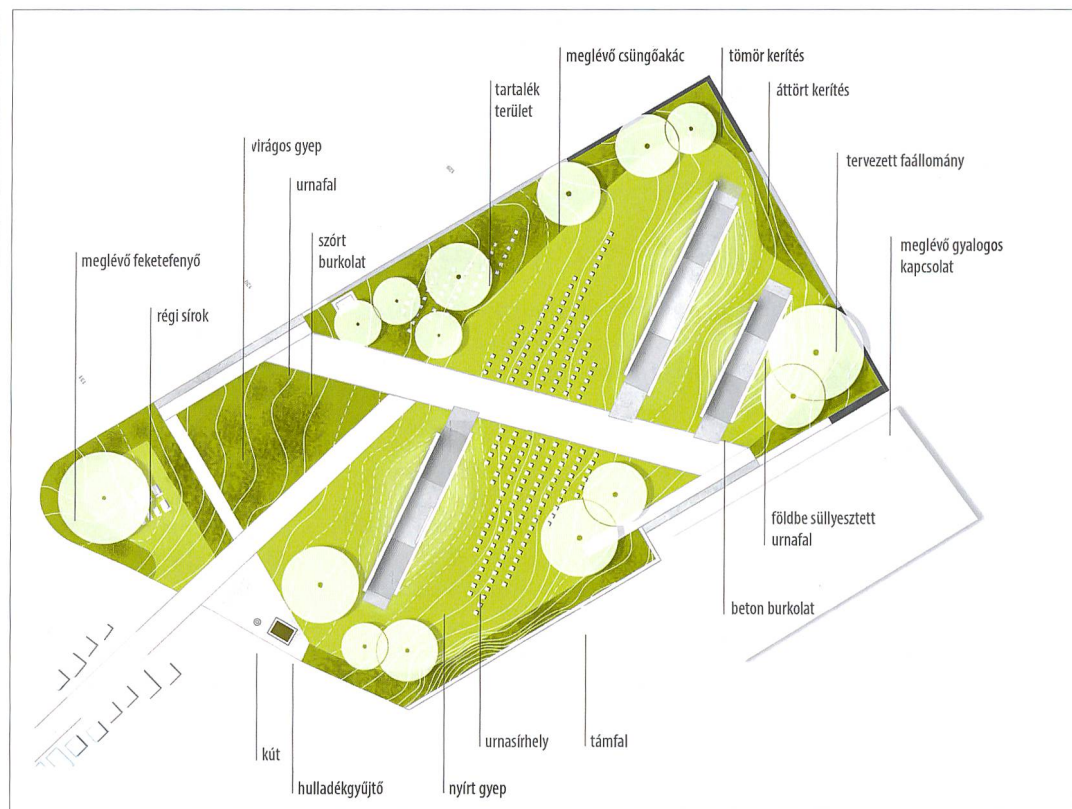 meglévő csüngőakác
tömör kerítés
tartalék
terület
áttört kerítés
virágos gyep
tervezett faállomány
urnafal
szórt
burkolat
meglévő gyalogos
kapcsolat
meglévő feketefenyő
régi sírok
földbe süllyesztett
urnafal
beton burkolat
urnasírhely
támfal
kút
hulladékgyűjtő
nyírt gyep